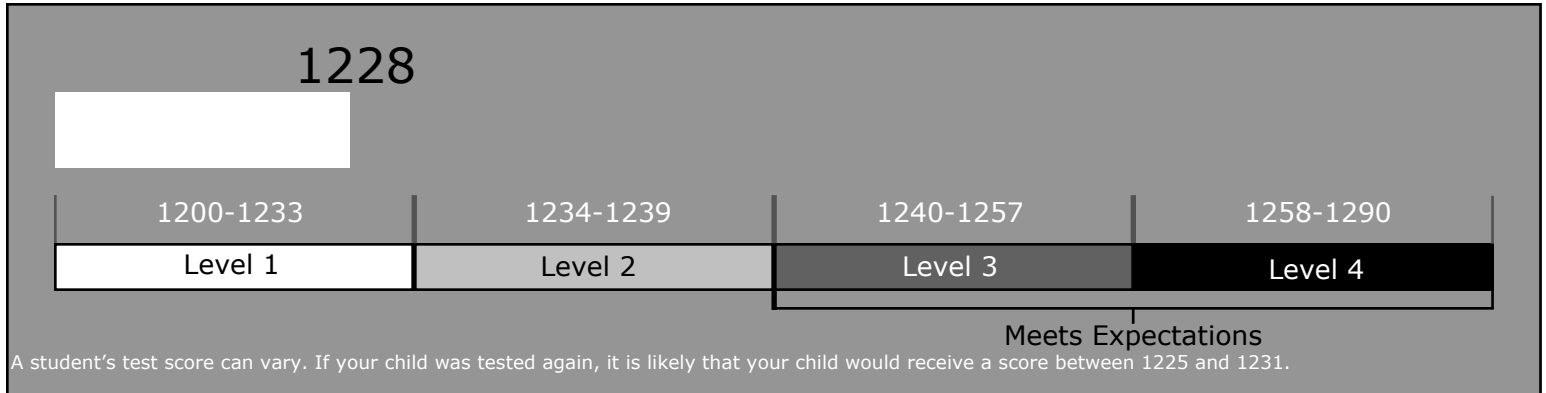 1228
1200-1233 1234-1239 1240-1257 1258-1290
Level 1 Level 2 Level 3 Level 4
Meets Expectations
A student’s test score can vary. If your child was tested again, it is likely that your child would receive a score between 1225 and 1231.